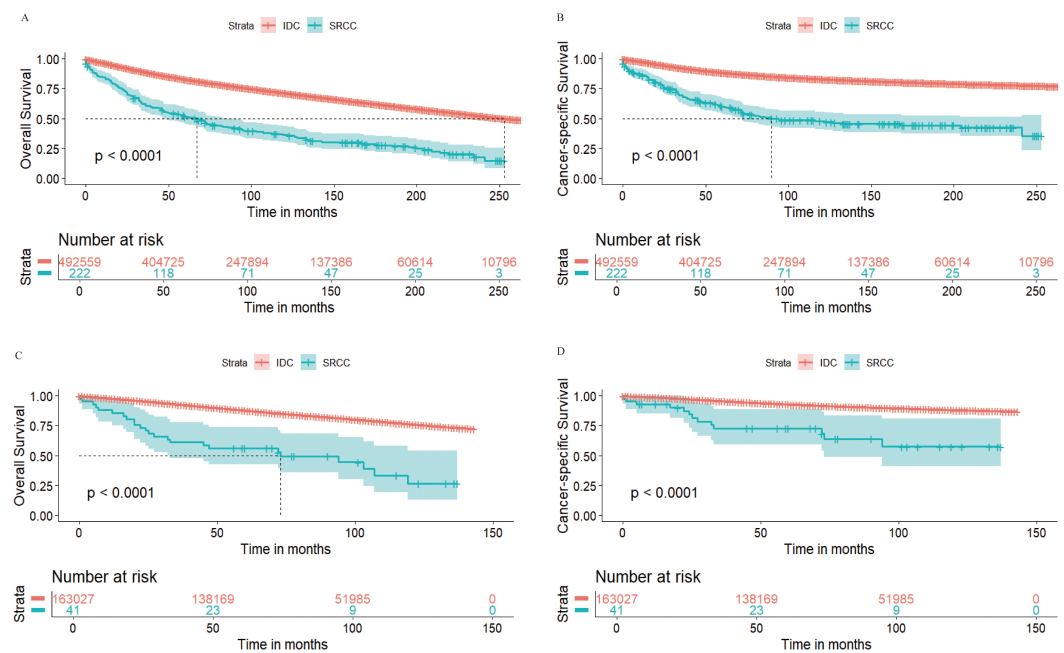 A
Strata IDC SRCC
Overall Survival
1.00
0.75
0.50
0.25
0.00
p < 0.0001
0 50 100 150 200 250
Time in months
Number at risk
Strata
492559 404725 247894 137386 60614 10796
222 118 71 47 25 3
0 50 100 150 200 250
Time in months
B
Strata IDC SRCC
Cancer-specific Survival
1.00
0.75
0.50
0.25
0.00
p < 0.0001
0 50 100 150 200 250
Time in months
Number at risk
Strata
492559 404725 247894 137386 60614 10796
222 118 71 47 25 3
0 50 100 150 200 250
Time in months
C
Strata IDC SRCC
Overall Survival
1.00
0.75
0.50
0.25
0.00
p < 0.0001
0 50 100 150
Time in months
Number at risk
Strata
163027 138169 51985 0
41 23 9 0
0 50 100 150
Time in months
D
Strata IDC SRCC
Cancer-specific Survival
1.00
0.75
0.50
0.25
0.00
p < 0.0001
0 50 100 150
Time in months
Number at risk
Strata
163027 138169 51985 0
41 23 9 0
0 50 100 150
Time in months